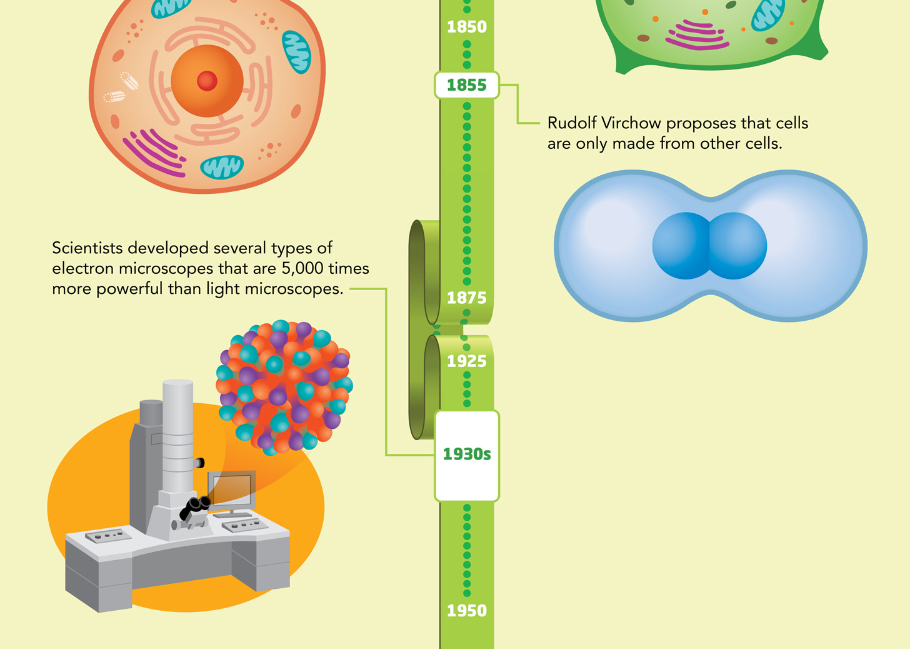 1850
1855
Rudolf Virchow proposes that cells
are only made from other cells.
Scientists developed several types of
electron microscopes that are 5,000 times
more powerful than light microscopes.
1875
1925
1930s
1950